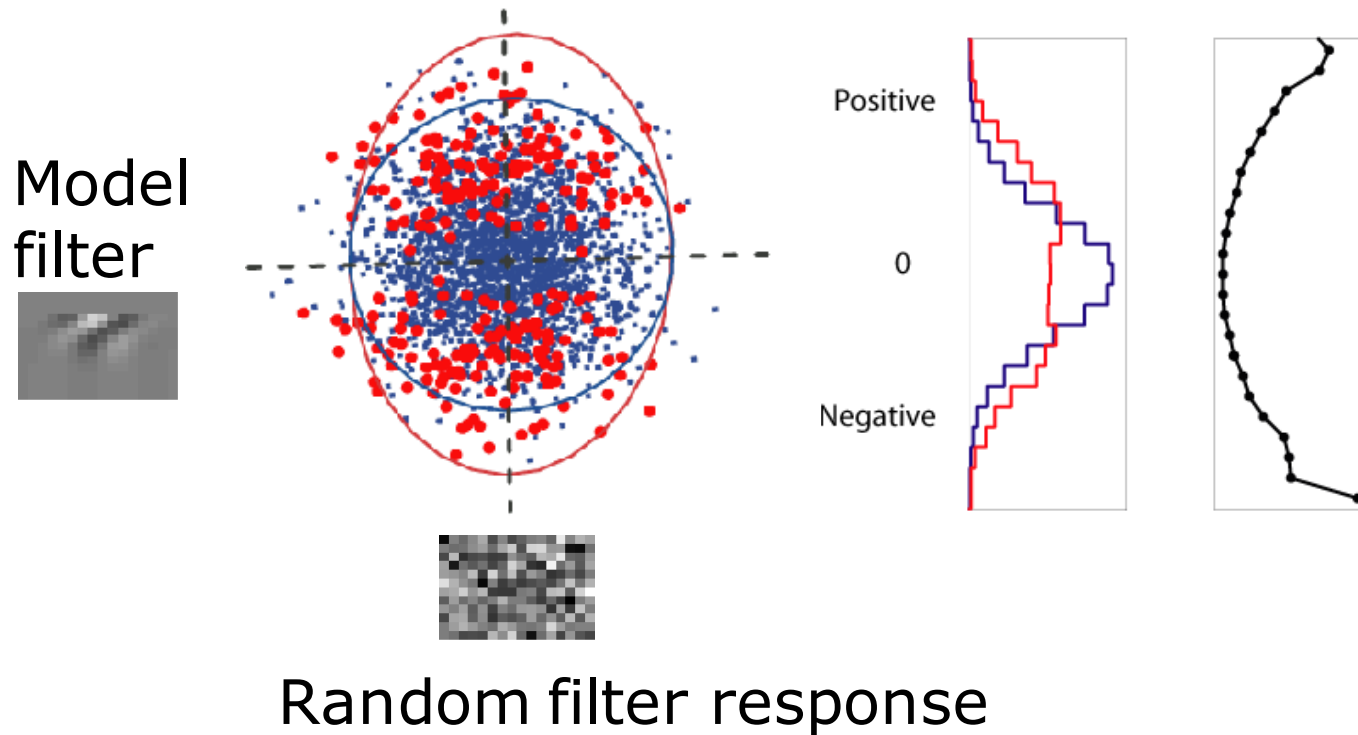 Model
filter
Positive
0
Negative
Random filter response